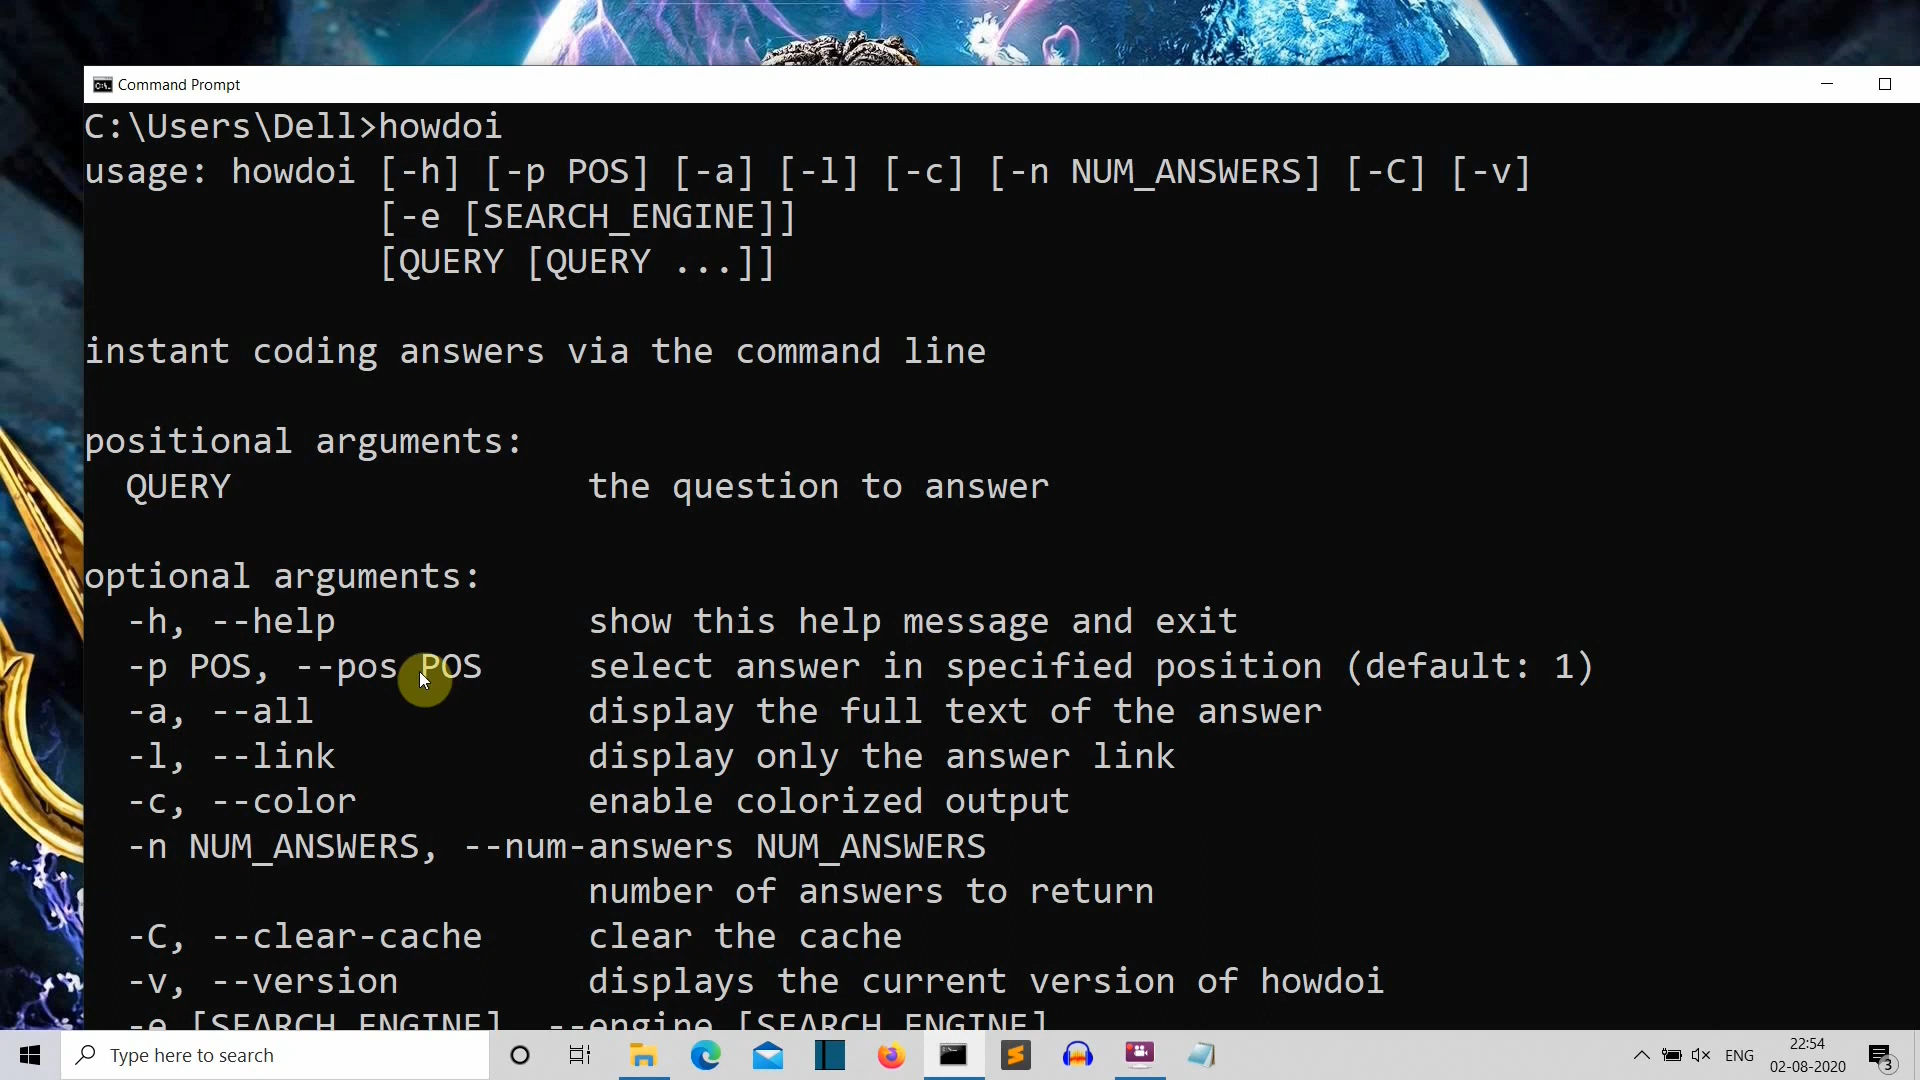 Command Prompt
C:\Users\Dell>howdoi
usage: howdoi [-h] [-p POS] [-a] [-l] [-c] [-n NUM_ANSWERS] [-C] [-v]
[-e [SEARCH_ENGINE]]
[QUERY [QUERY ...]]
instant coding answers via the command line
positional arguments:
QUERY the question to answer
optional arguments:
-h, --help show this help message and exit
-p POS, --pos POS select answer in specified position (default: 1)
-a, --all display the full text of the answer
-l, --link display only the answer link
-c, --color enable colorized output
-n NUM_ANSWERS, --num-answers NUM_ANSWERS
number of answers to return
-C, --clear-cache clear the cache
-v, --version displays the current version of howdoi
-e [SEARCH_ENGINE], --engine [SEARCH_ENGINE]
Type here to search
ENG
22:54
02-08-2020
3